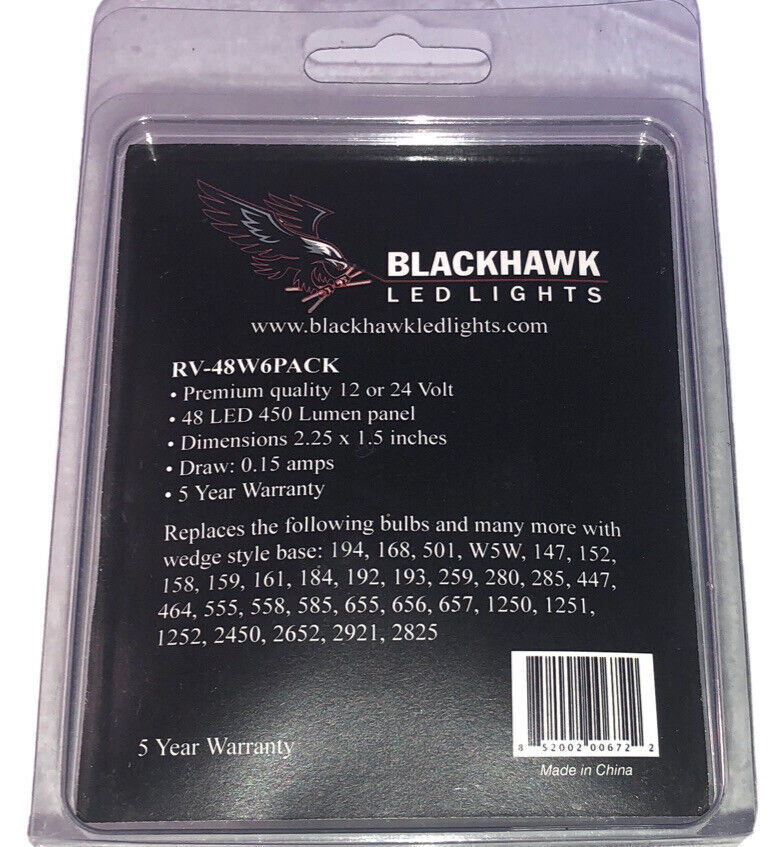 BLACKHAWK
LED LIGHTS
www.blackhawkledlights.com
RV-48W6PACK
• Premium quality 12 or 24 Volt
• 48 LED 450 Lumen panel
• Dimensions 2.25 x 1.5 inches
• Draw: 0.15 amps
• 5 Year Warranty
Replaces the following bulbs and many more with
wedge style base: 194, 168, 501, W5W, 147, 152,
158, 159, 161, 184, 192, 193, 259, 280, 285, 447,
464, 555, 558, 585, 655, 656, 657, 1250, 1251,
1252, 2450, 2652, 2921, 2825
5 Year Warranty
8 52002 00672 2
Made in China